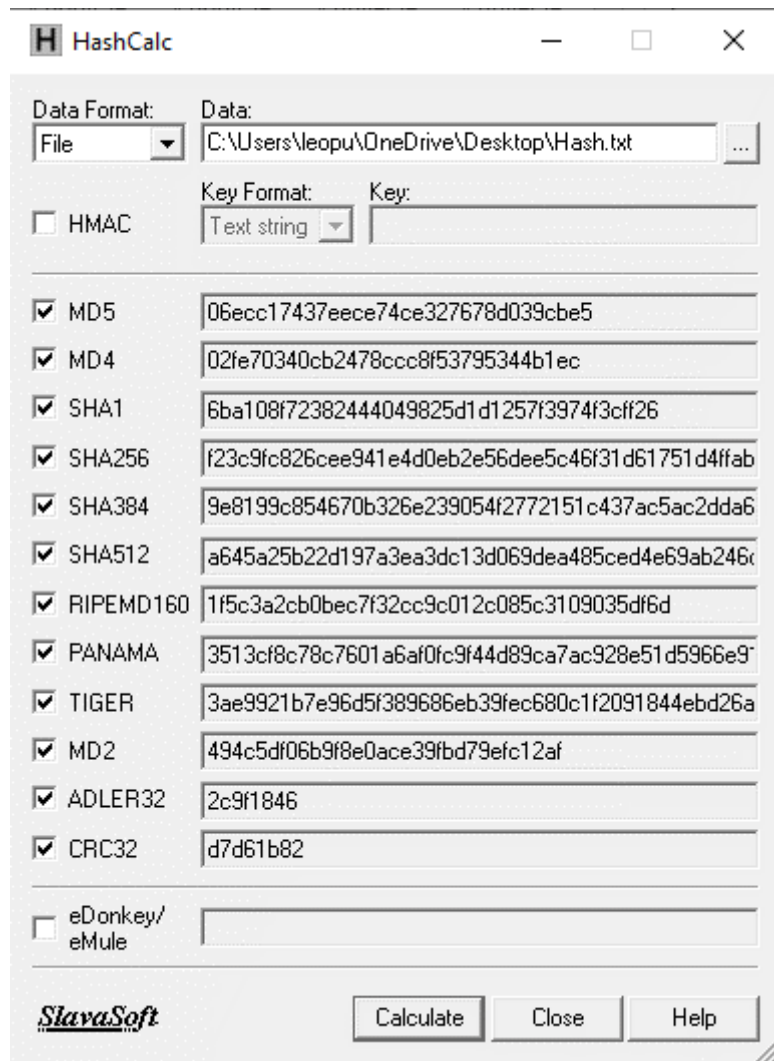 HashCalc
Data Format: Data:
File C:\Users\leopu\OneDrive\Desktop\Hash.txt ...
Key Format: Key:
HMAC Text string
MD5 06ecc17437eece74ce327678d039cbe5
MD4 02fe70340cb2478ccc8f53795344b1ec
SHA1 6ba108f72382444049825d1d1257f3974f3cff26
SHA256 f23c9fc826cee941e4d0eb2e56dee5c46f31d61751d4ffab
SHA384 9e8199c854670b326e239054f2772151c437ac5ac2dda6
SHA512 a645a25b22d197a3ea3dc13d069dea485ced4e69ab246
RIPEMD160 1f5c3a2cb0bec7f32cc9c012c085c3109035df6d
PANAMA 3513cf8c78c7601a6af0fc9f44d89ca7ac928e51d5966e9
TIGER 3ae9921b7e96d5f389686eb39fec680c1f2091844ebd26a
MD2 494c5df06b9f8e0ace39fbd79efc12af
ADLER32 2c9f1846
CRC32 d7d61b82
eDonkey/
eMule
SlavaSoft Calculate Close Help